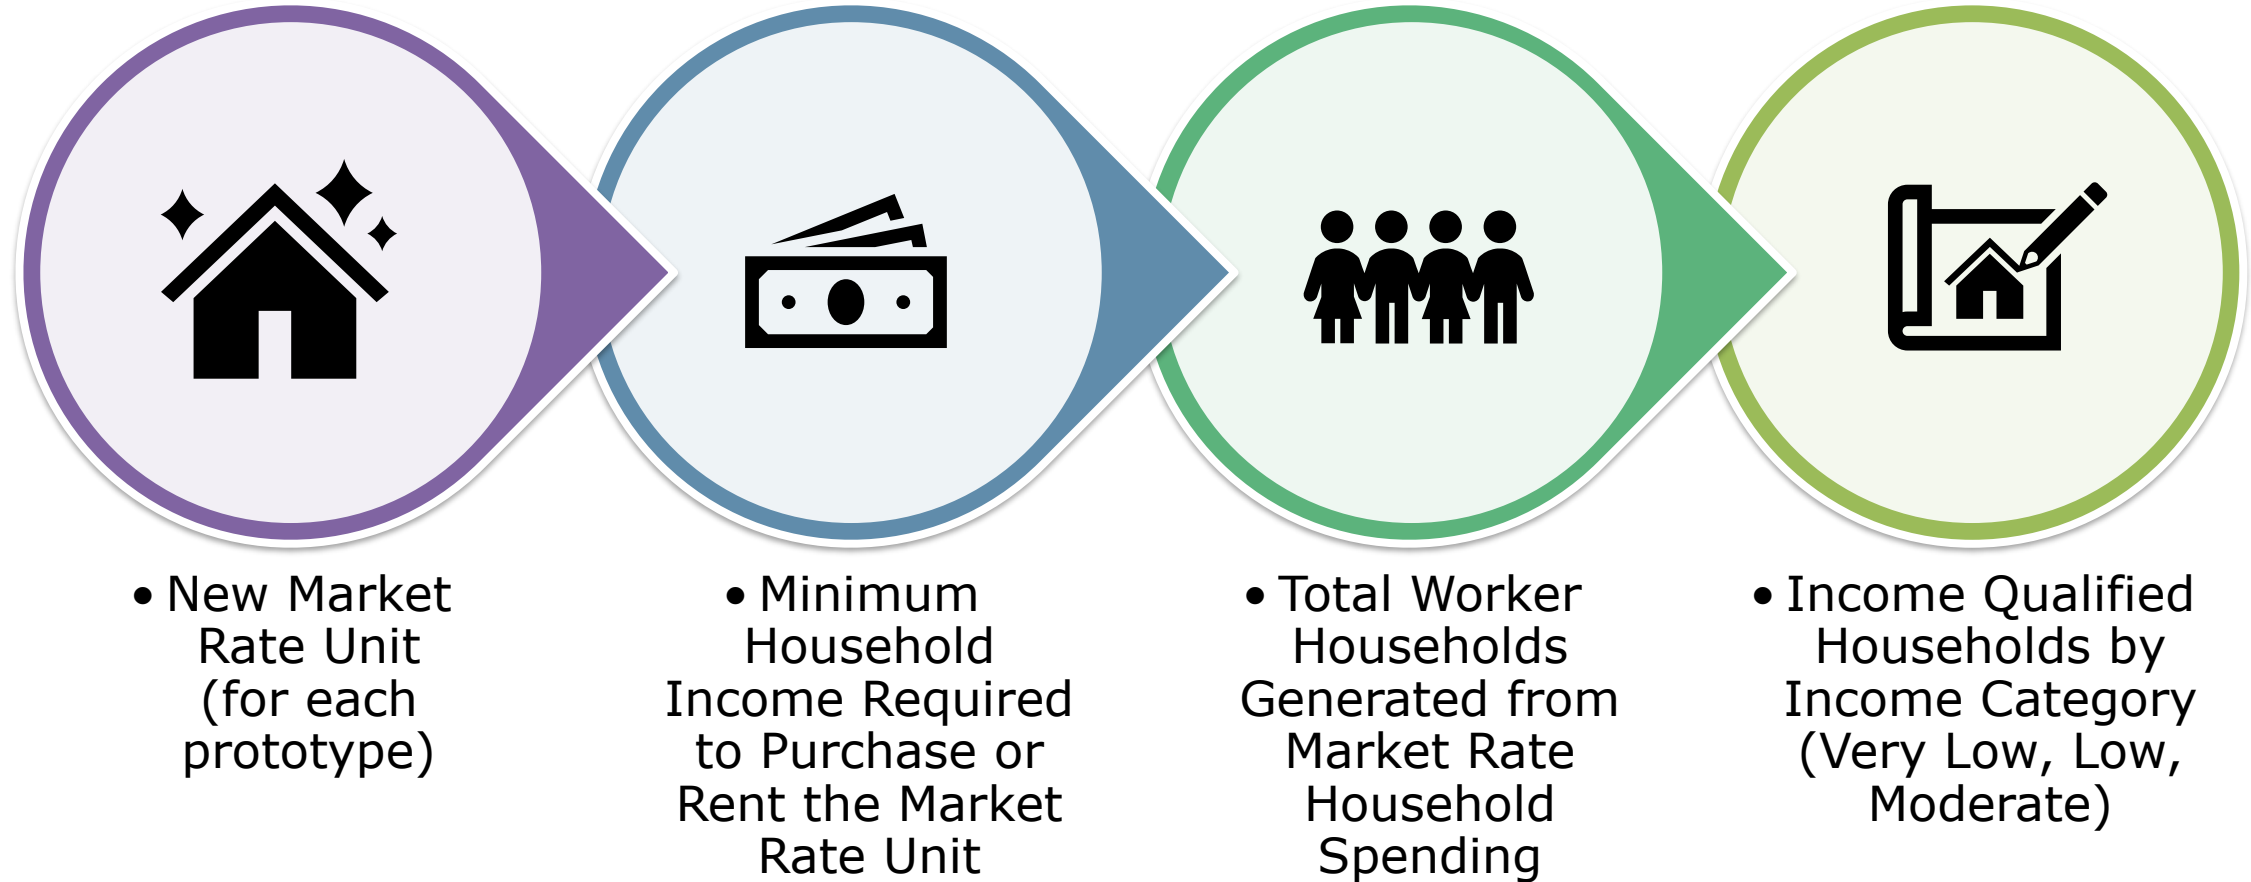 • New Market
Rate Unit
(for each
prototype)
• Minimum
Household
Income Required
to Purchase or
Rent the Market
Rate Unit
• Total Worker
Households
Generated from
Market Rate
Household
Spending
• Income Qualified
Households by
Income Category
(Very Low, Low,
Moderate)